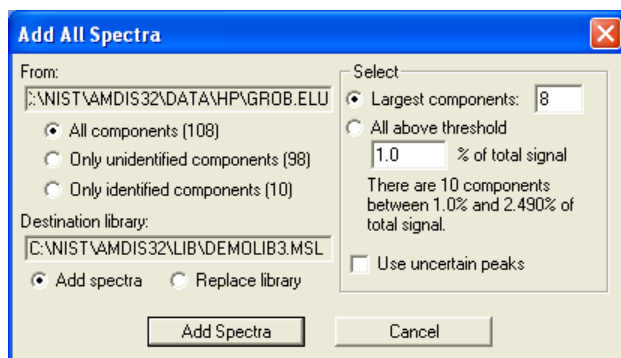 Add All Spectra
From:
C:\NIST\AMDIS32\DATA\HP\GROB.ELU
All components (108)
Only unidentified components (98)
Only identified components (10)
Destination library:
C:\NIST\AMDIS32\LIB\DEMOLIB3.MSL
Add spectra Replace library
Select
Largest components: 8
All above threshold
1.0 % of total signal
There are 10 components
between 1.0% and 2.490% of
total signal.
Use uncertain peaks
Add Spectra Cancel